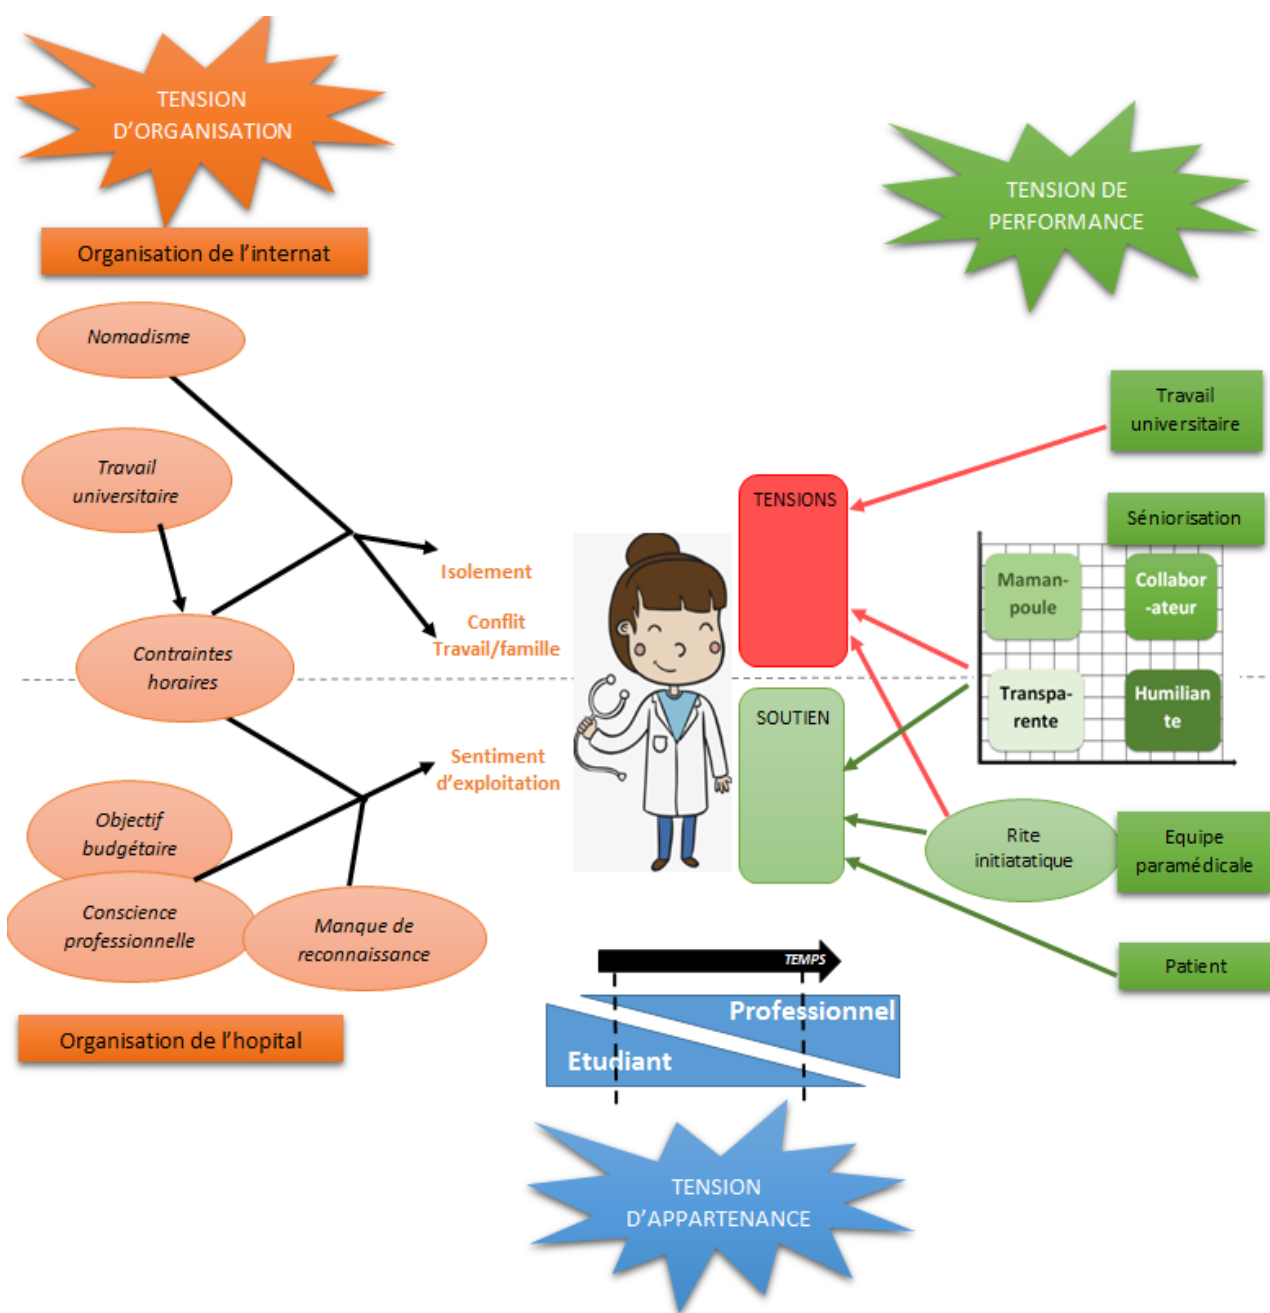 TENSION
D'ORGANISATION
Organisation de l'internat
Nomadisme
Travail
universitaire
Contraintes
horaires
Isolement
Conflit
Travail/famille
Sentiment
d'exploitation
Objectif
budgétaire
Conscience
professionnelle
Manque de
reconnaissance
Organisation de l'hopital
TENSION DE
PERFORMANCE
Travail
universitaire
TENSIONS
Séniorisation
Maman-
poule
Collabor
-ateur
Transpa-
rente
Humilian
te
SOUTIEN
Rite
initiatatique
Equipe
paramédicale
Patient
TEMPS
Professionnel
Etudiant
TENSION
D'APPARTENANCE